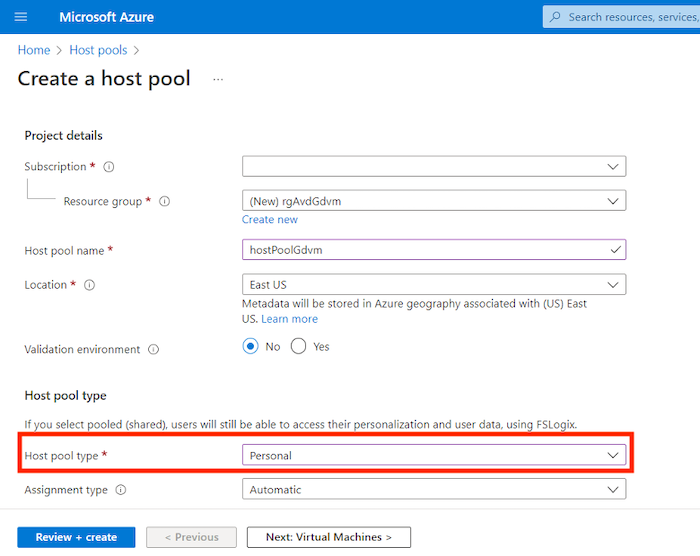 Microsoft Azure
Search resources, services,
Home > Host pools >
Create a host pool ...
Project details
Subscription *
Resource group * (New) rgAvdGdvm
Create new
Host pool name * hostPoolGdvm
Location * East US
Metadata will be stored in Azure geography associated with (US) East
US. Learn more
Validation environment No Yes
Host pool type
If you select pooled (shared), users will still be able to access their personalization and user data, using FSLogix.
Host pool type * Personal
Assignment type Automatic
Review + create < Previous Next: Virtual Machines >